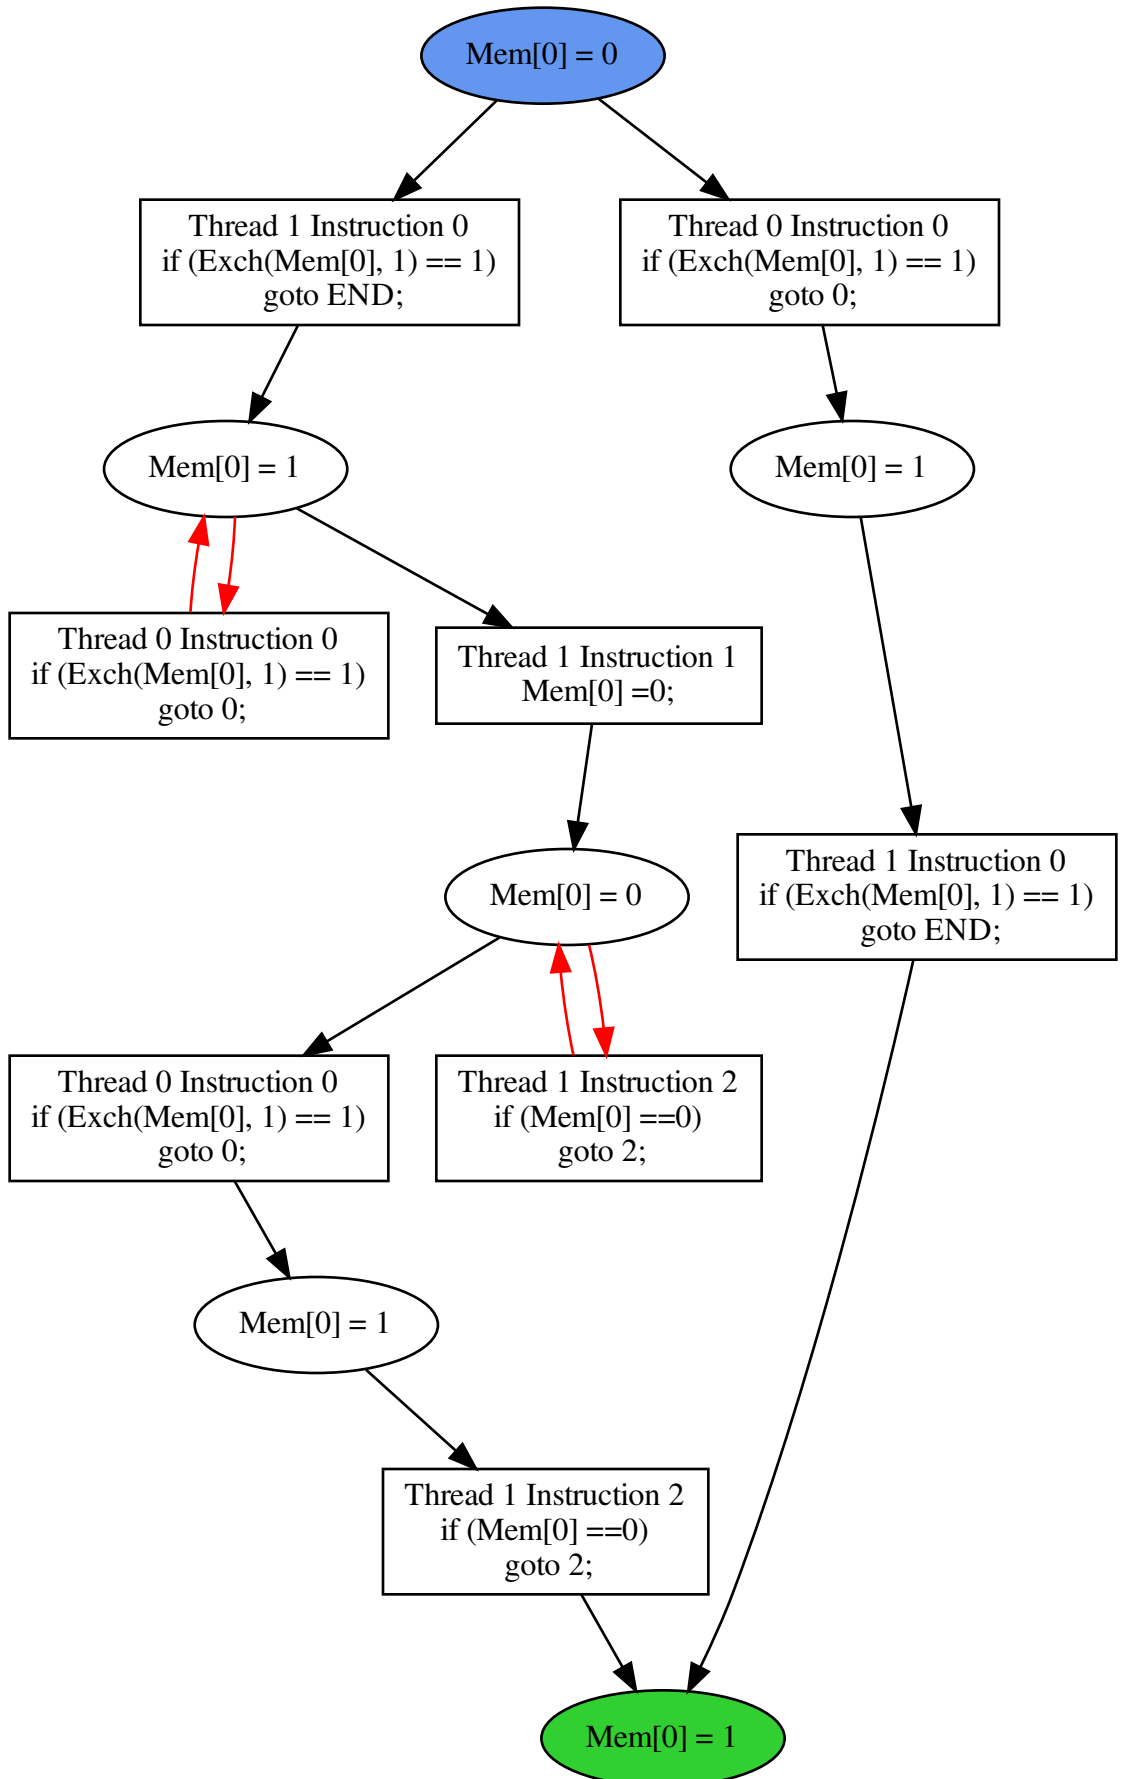 Mem[0] = 0
Thread 1 Instruction 0
if (Exch(Mem[0], 1) == 1)
goto END;
Thread 0 Instruction 0
if (Exch(Mem[0], 1) == 1)
goto 0;
Mem[0] = 1
Mem[0] = 1
Thread 0 Instruction 0
if (Exch(Mem[0], 1) == 1)
goto 0;
Thread 1 Instruction 1
Mem[0] =0;
Mem[0] = 0
Thread 1 Instruction 0
if (Exch(Mem[0], 1) == 1)
goto END;
Thread 0 Instruction 0
if (Exch(Mem[0], 1) == 1)
goto 0;
Thread 1 Instruction 2
if (Mem[0] ==0)
goto 2;
Mem[0] = 1
Thread 1 Instruction 2
if (Mem[0] ==0)
goto 2;
Mem[0] = 1